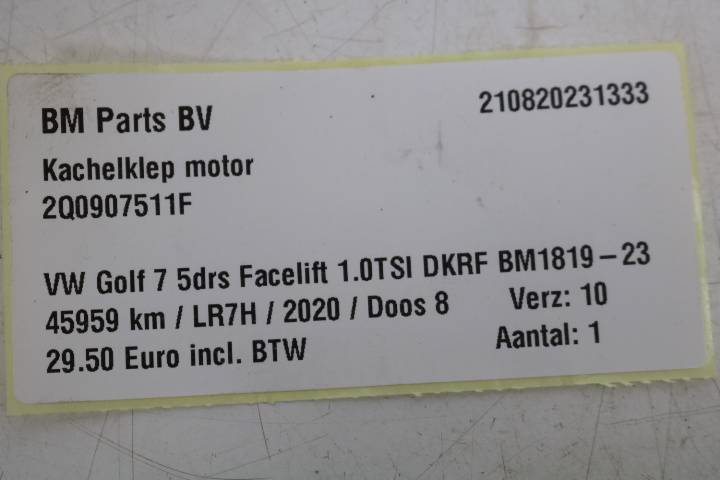 BM Parts BV 210820231333
Kachelklep motor
2Q0907511F
VW Golf 7 5drs Facelift 1.0TSI DKRF BM1819-23
45959 km / LR7H / 2020 / Doos 8 Verz: 10
29.50 Euro incl. BTW Aantal: 1